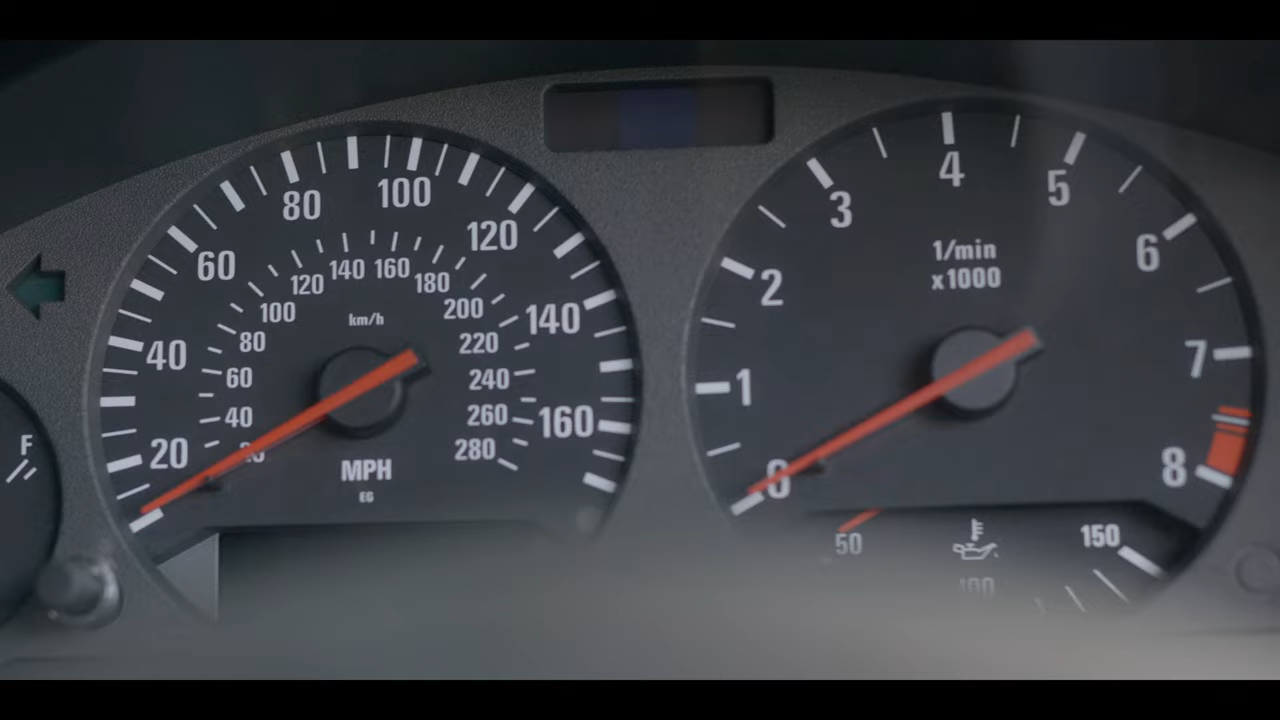 80 100
60 120
120 140 160 180
100 200
km/h
80 220 140
40
60 240
40 260 160
20 280
MPH
EG
3 4 5
1/min
x1000
2 6
1 7
0 8
50 150
100
F